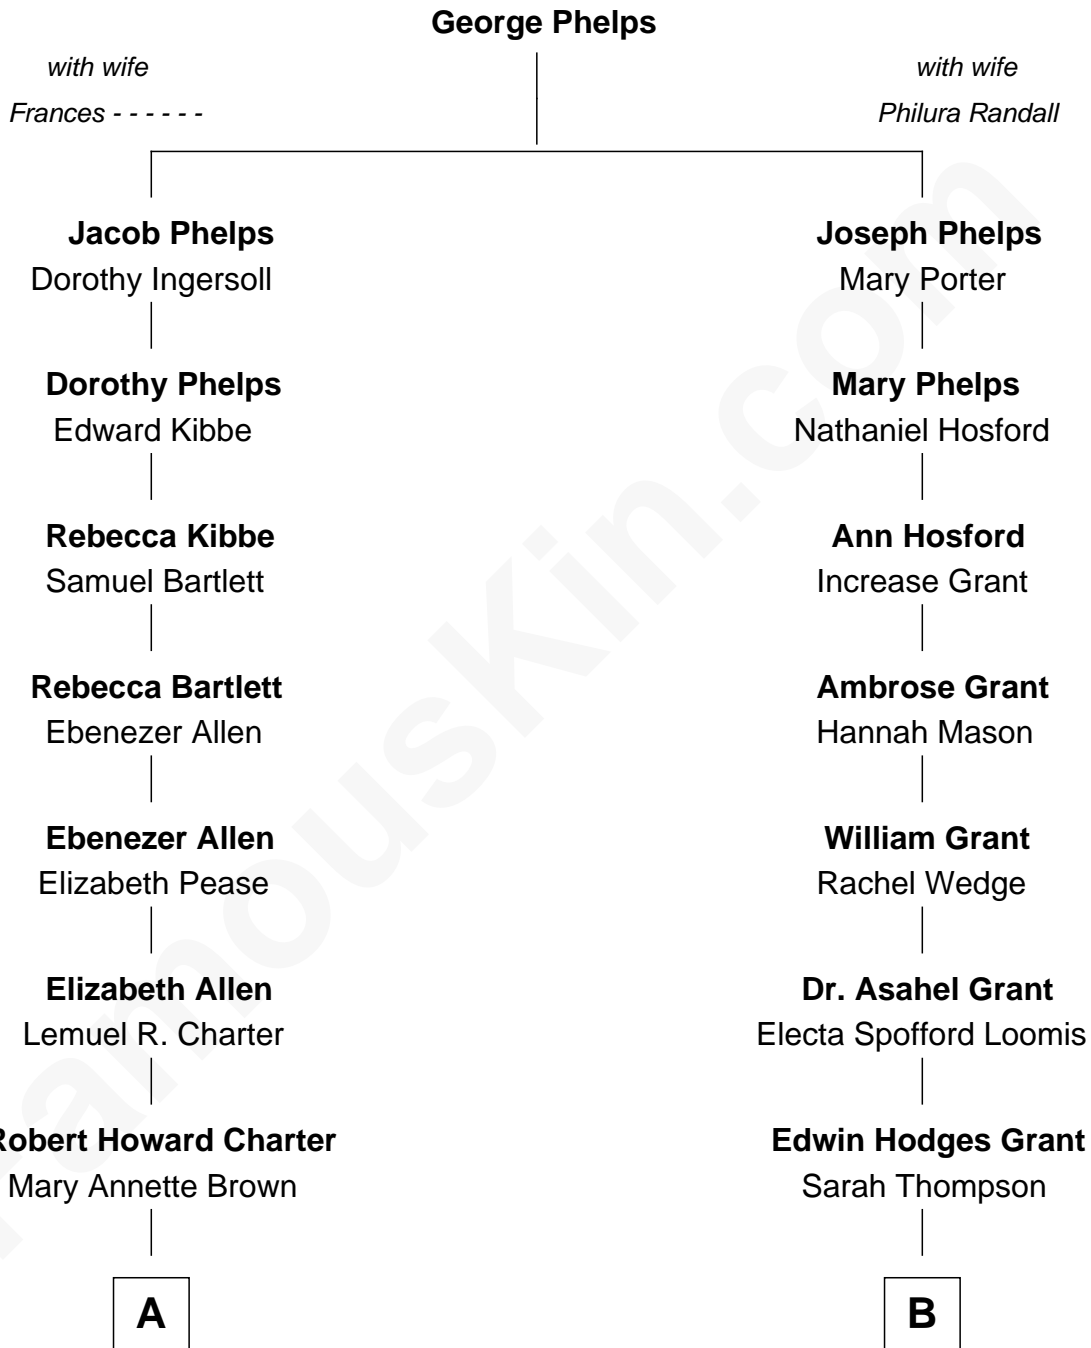 George Phelps
with wife
Frances - - - - - -
with wife
Philura Randall
Jacob Phelps
Dorothy Ingersoll
Joseph Phelps
Mary Porter
Dorothy Phelps
Edward Kibbe
Mary Phelps
Nathaniel Hosford
Rebecca Kibbe
Samuel Bartlett
Ann Hosford
Increase Grant
Rebecca Bartlett
Ebenezer Allen
Ambrose Grant
Hannah Mason
Ebenezer Allen
Elizabeth Pease
William Grant
Rachel Wedge
Elizabeth Allen
Lemuel R. Charter
Dr. Asahel Grant
Electa Spofford Loomis
Robert Howard Charter
Mary Annette Brown
Edwin Hodges Grant
Sarah Thompson
A
B
FamousKin.com